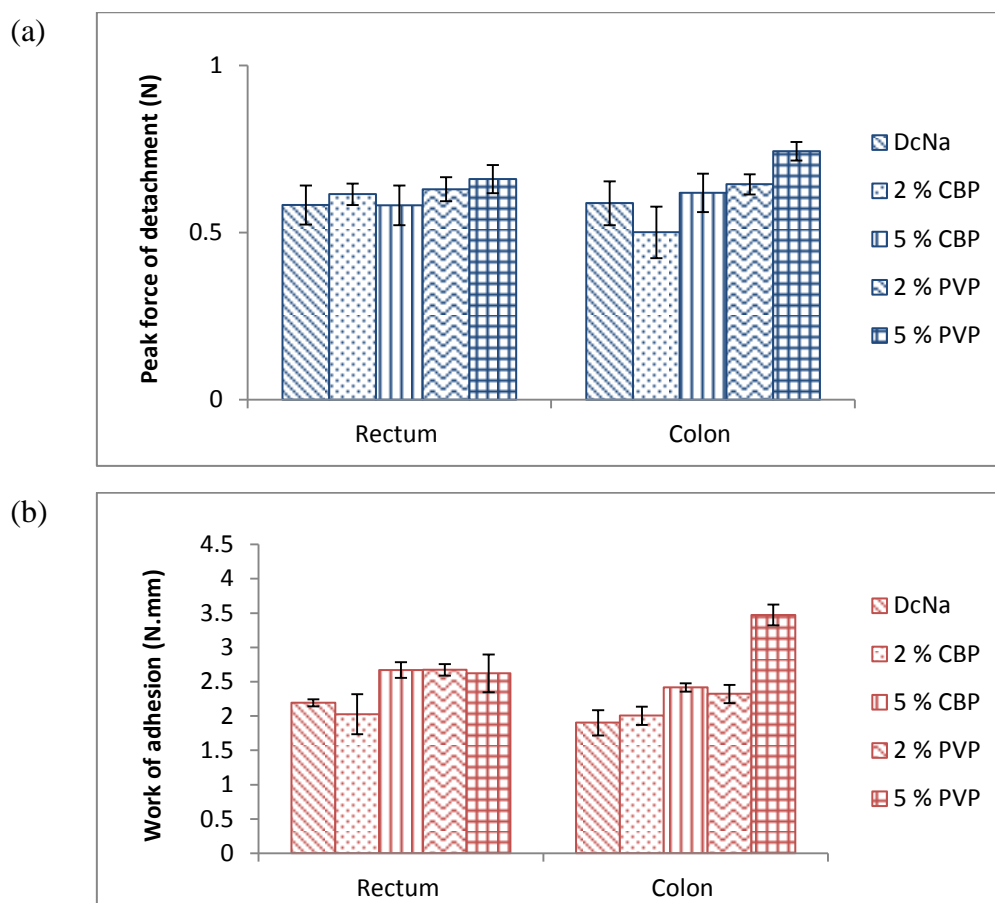 (a)
Peak force of detachment (N)
1
0.5
0
Rectum
Colon
DcNa
2 % CBP
5 % CBP
2 % PVP
5 % PVP
(b)
Work of adhesion (N.mm)
4.5
4
3.5
3
2.5
2
1.5
1
0.5
0
Rectum
Colon
DcNa
2 % CBP
5 % CBP
2 % PVP
5 % PVP